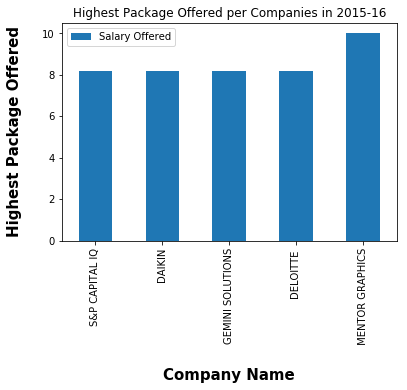 Highest Package Offered per Companies in 2015-16
Salary Offered
Highest Package Offered
10
8
6
4
2
0
S&P CAPITAL IQ
DAIKIN
GEMINI SOLUTIONS
DELOITTE
MENTOR GRAPHICS
Company Name